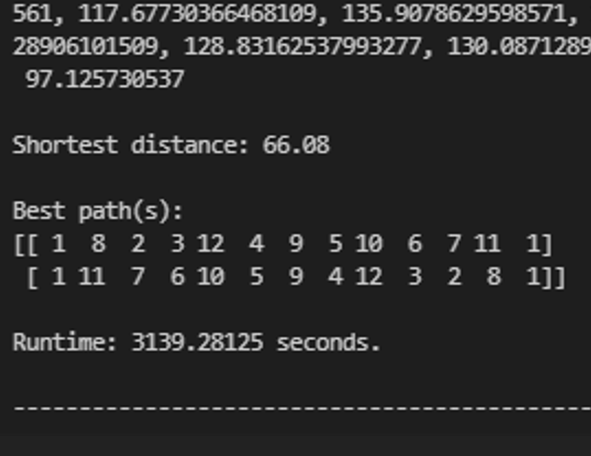 561, 117.67730366468109, 135.9078629598571,
28906101509, 128.83162537993277, 130.0871289
97.125730537
Shortest distance: 66.08
Best path(s):
[[ 1  8  2  3 12  4  9  5 10  6  7 11  1]
[ 1 11  7  6 10  5  9  4 12  3  2  8  1]]
Runtime: 3139.28125 seconds.
--------------------------------------------